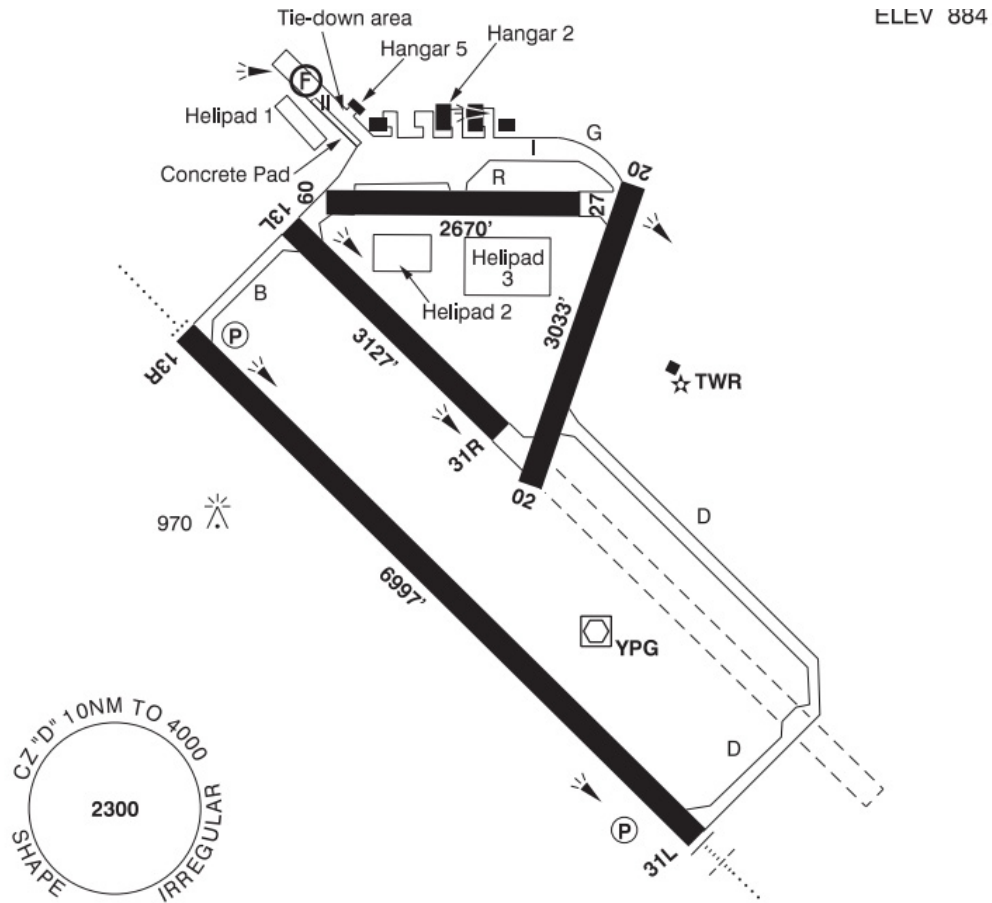 ELEV 884
Tie-down area
Hangar 5
Hangar 2
F
II
Helipad 1
G
I
Concrete Pad
R
20
09
27
13L
2670'
Helipad
3
B
Helipad 2
3033'
P
3127'
13R
TWR
31R
02
970
D
6997'
YPG
CZ "D" 10NM TO 4000
D
2300
IRREGULAR
SHAPE
P
31L